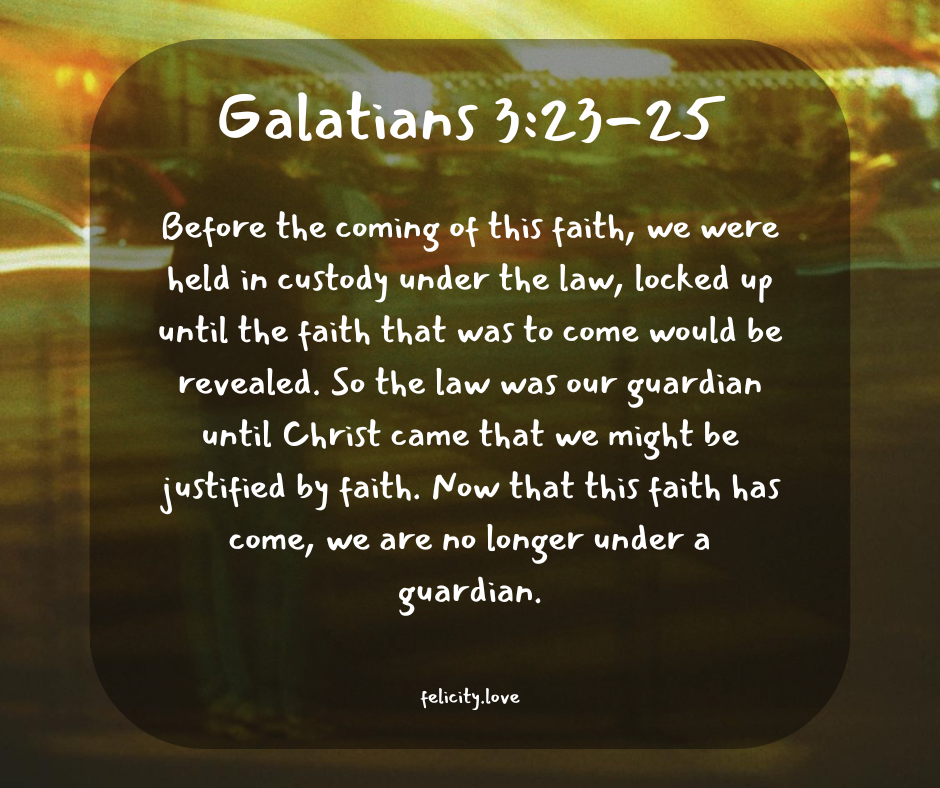 Galatians 3:23–25
Before the coming of this faith, we were
held in custody under the law, locked up
until the faith that was to come would be
revealed. So the law was our guardian
until Christ came that we might be
justified by faith. Now that this faith has
come, we are no longer under a
guardian.
felicity.love